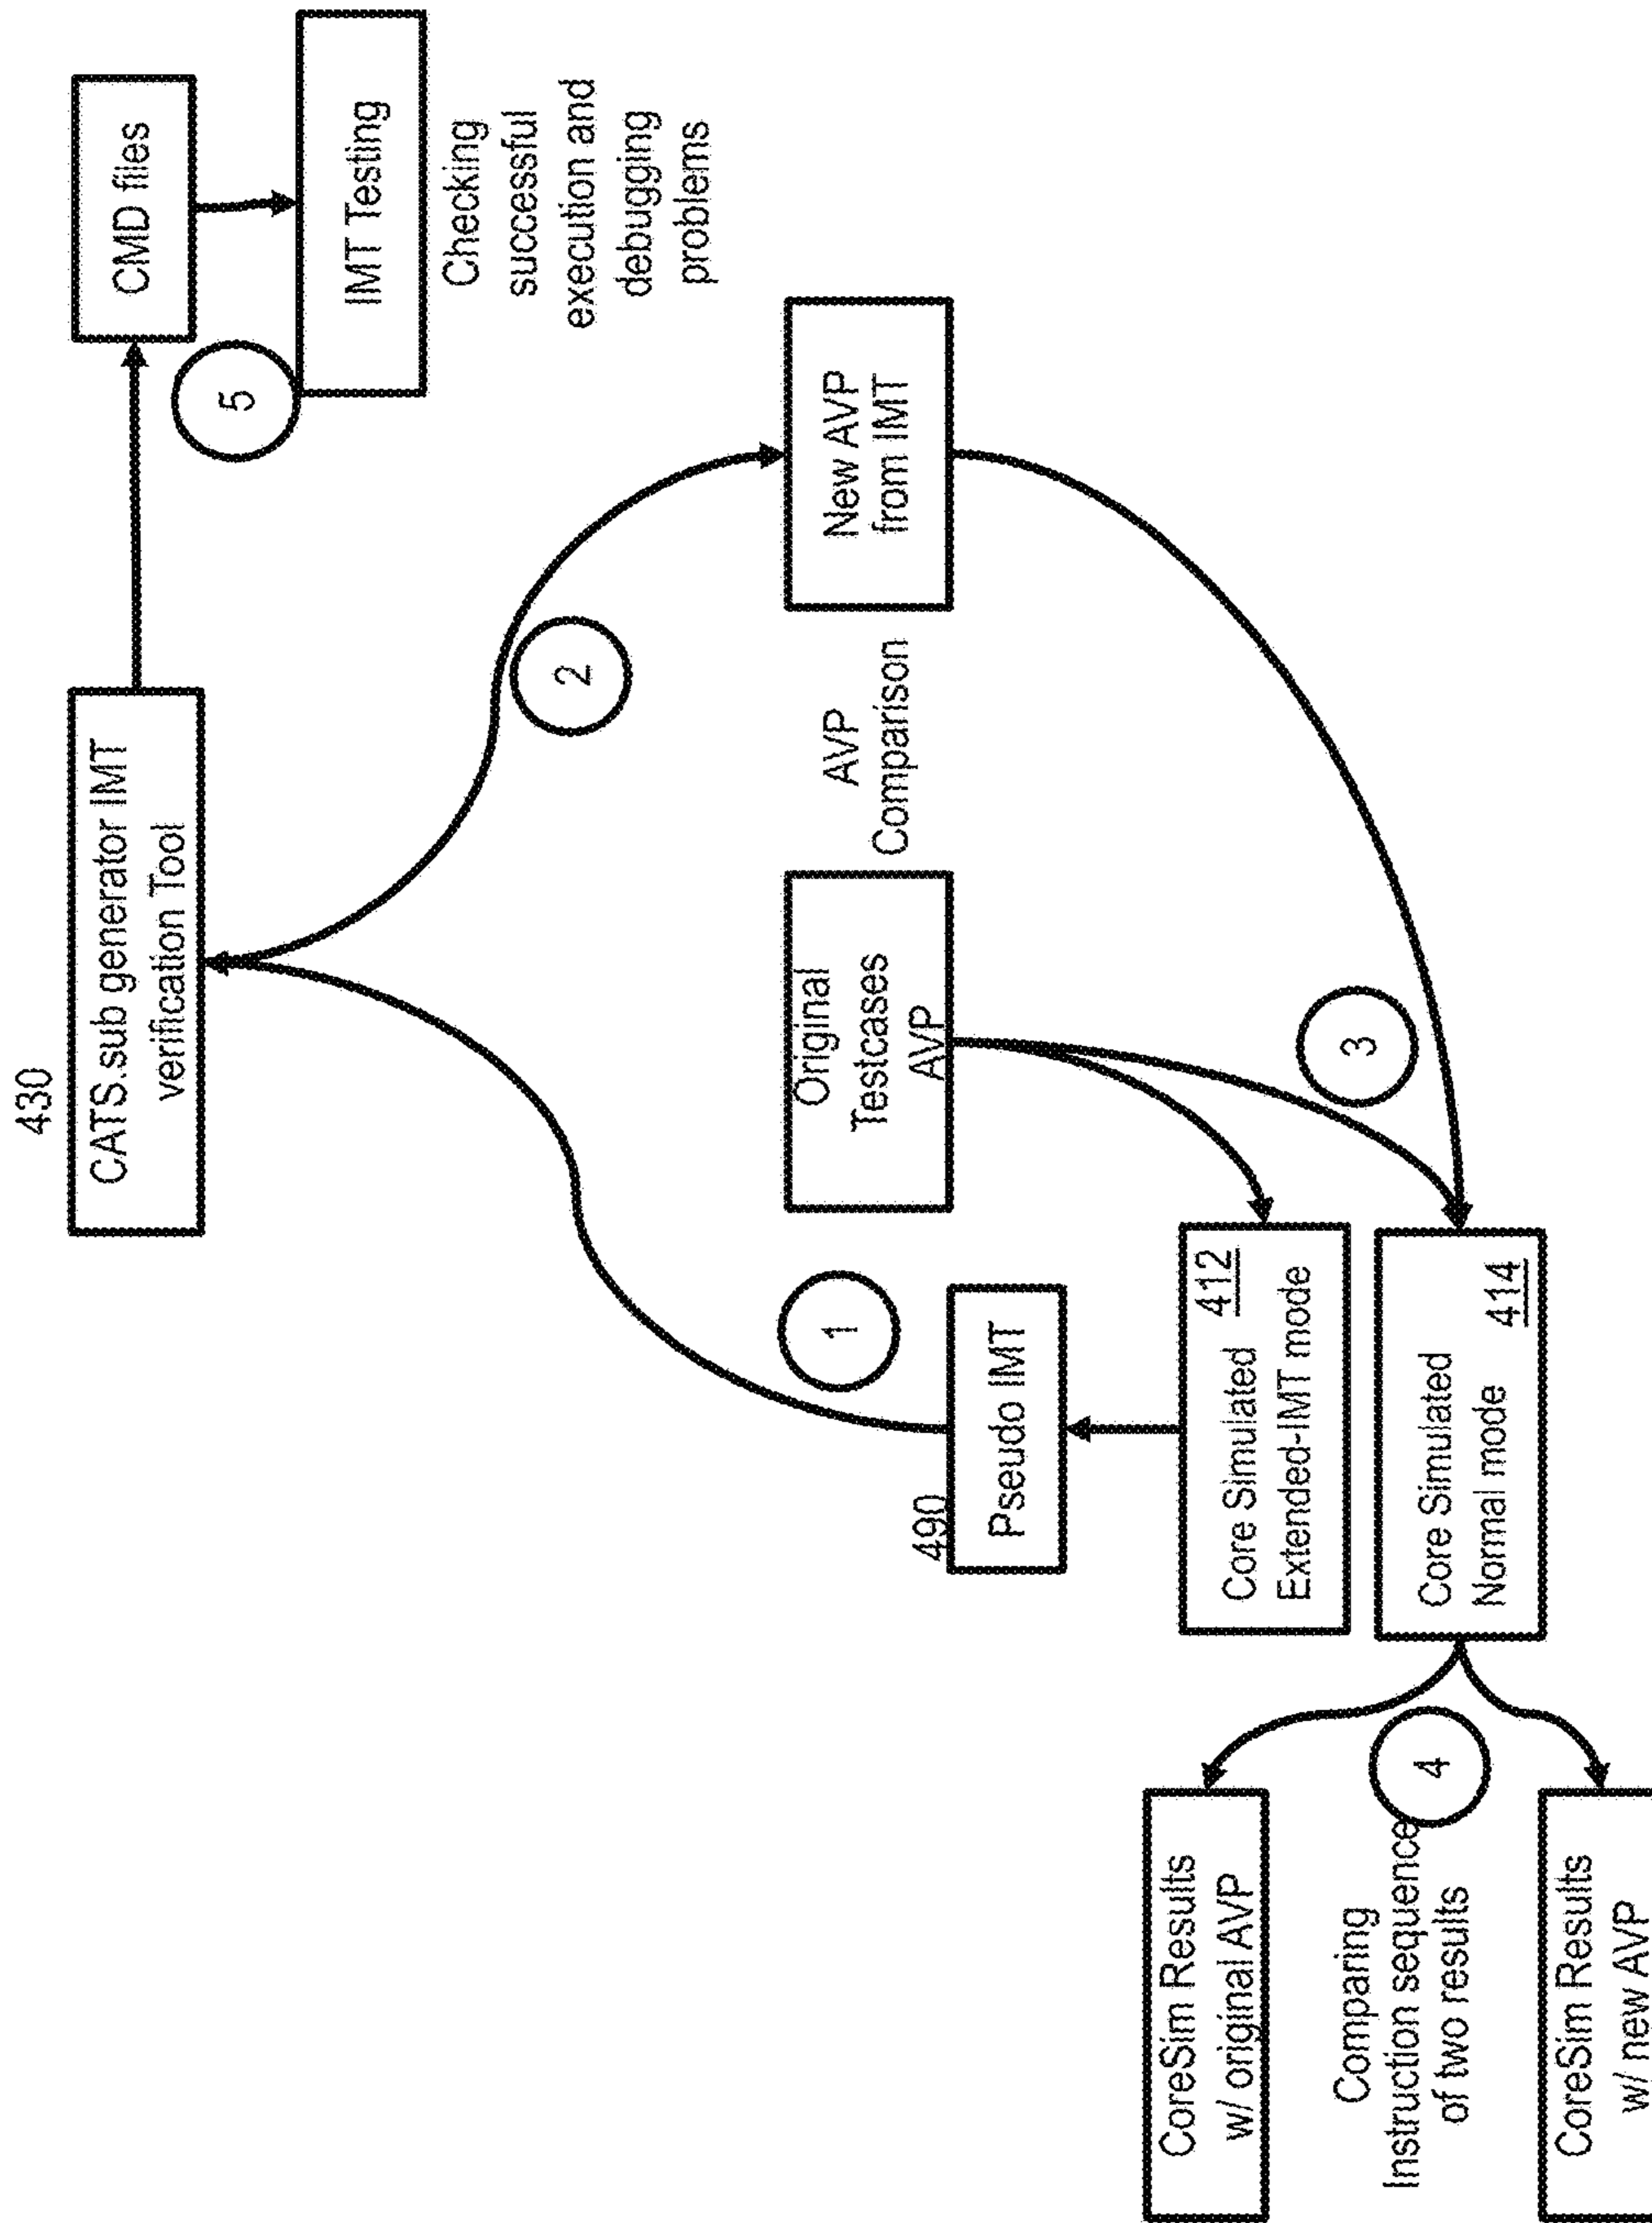 430
CATS.sub generator IMT
verification Tool
CMD files
5
IMT Testing
Checking
successful
execution and
debugging
problems
2
1
490
Pseudo IMT
Original
Testcases
AVP
AVP
Comparison
New AVP
from IMT
412
Core Simulated
Extended-IMT mode
3
Core Simulated
Normal mode 414
CoreSim Results
w/ original AVP
4
Comparing
Instruction sequence
of two results
CoreSim Results
w/ new AVP